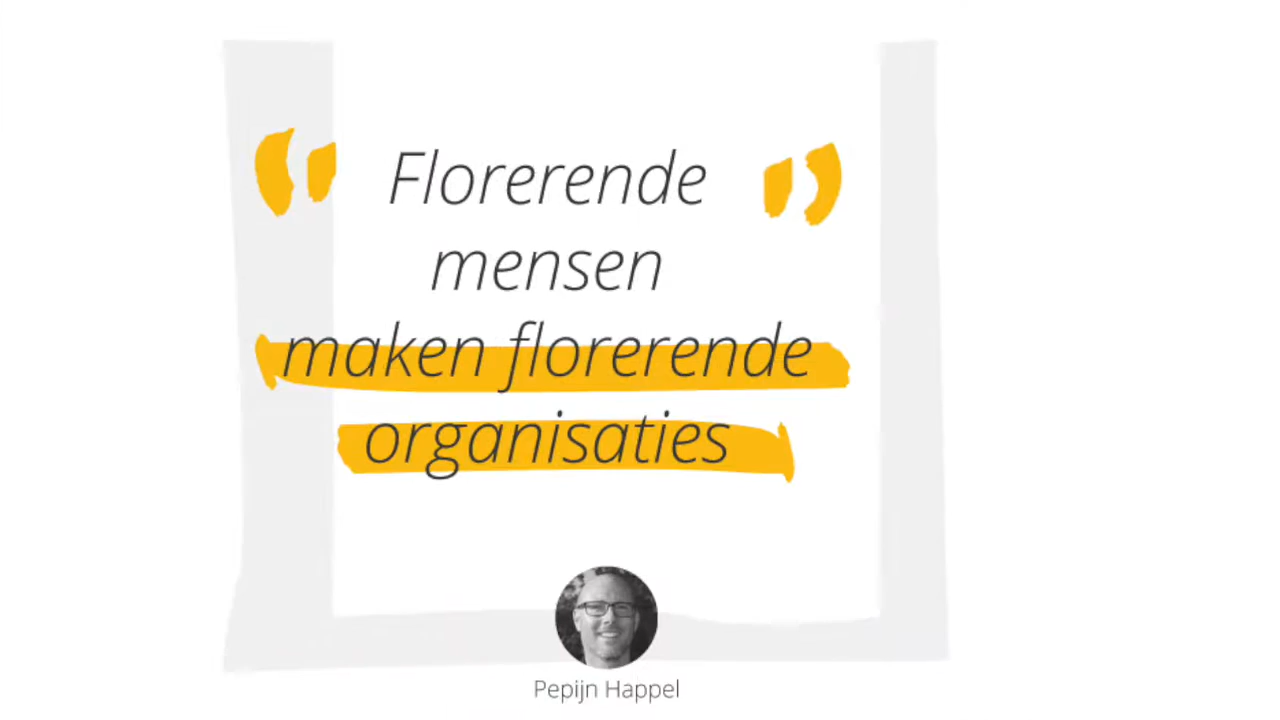 “ Florerende ”
mensen
maken florerende
organisaties
Pepijn Happel